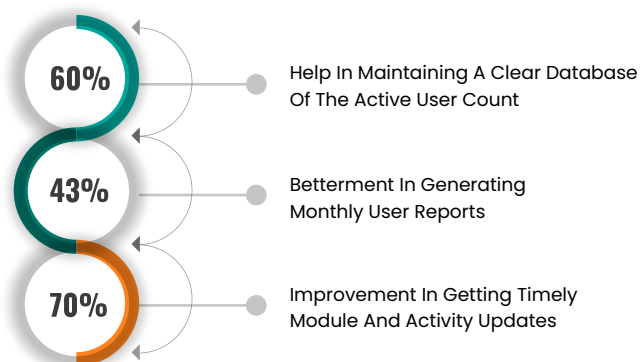 60%
Help In Maintaining A Clear Database
Of The Active User Count
43%
Betterment In Generating
Monthly User Reports
70%
Improvement In Getting Timely
Module And Activity Updates